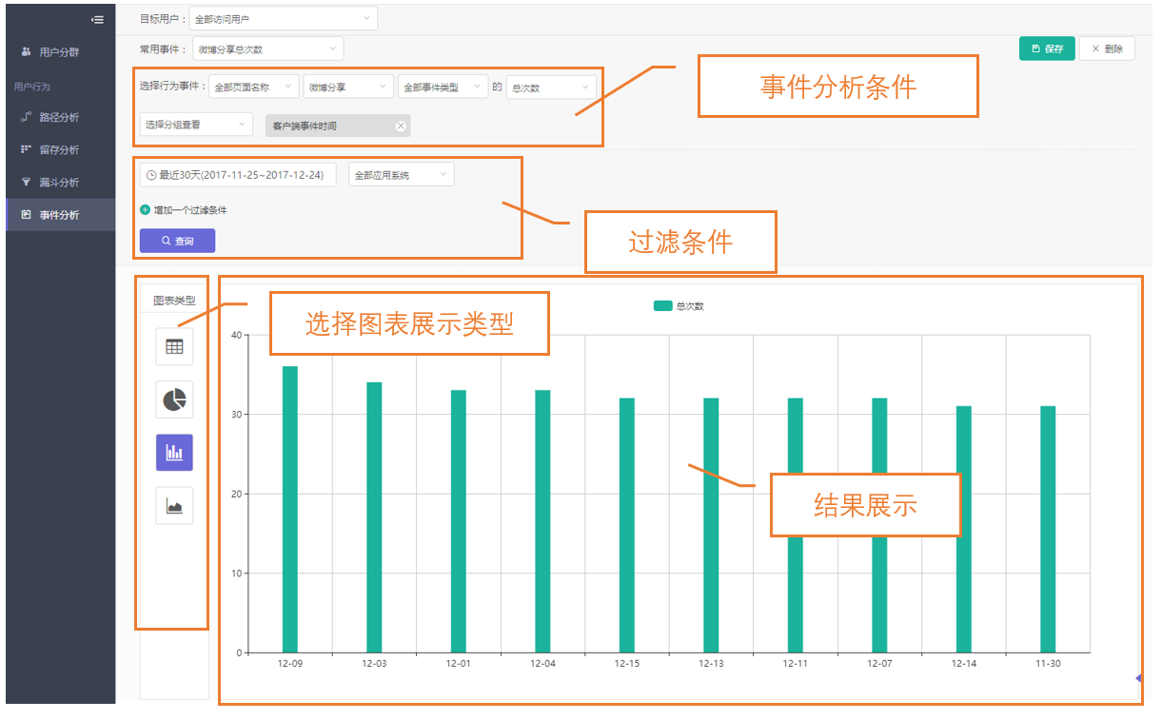 用户分群
用户行为
路径分析
留存分析
漏斗分析
事件分析
目标用户： 全部访问用户
常用事件： 微博分享总次数
保存 删除
选择行为事件： 全部页面名称 微博分享 全部事件类型 的 总次数
选择分组查看 客户端事件时间
事件分析条件
最近30天(2017-11-25~2017-12-24) 全部应用系统
增加一个过滤条件
查询
过滤条件
图表类型
选择图表展示类型
总次数
40
30
20
10
0
结果展示
12-09 12-03 12-01 12-04 12-15 12-13 12-11 12-07 12-14 11-30